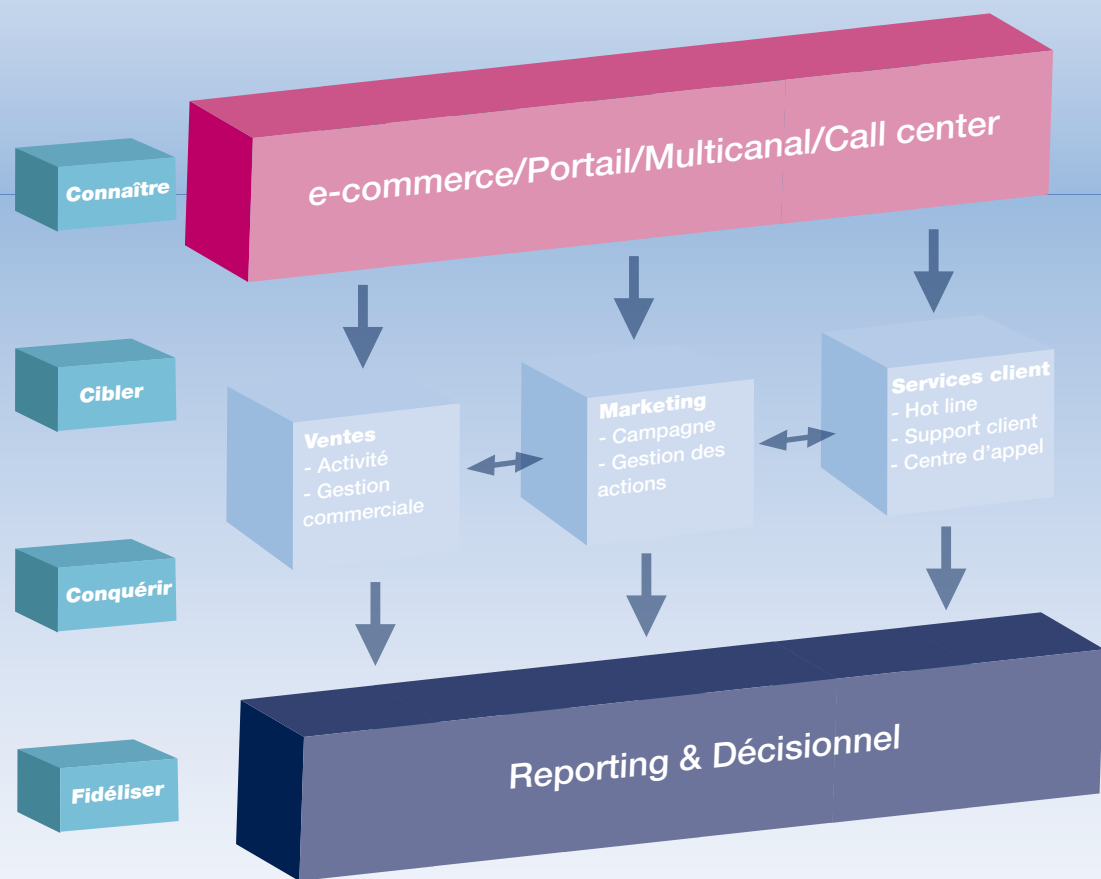 e-commerce/Portail/Multicanal/Call center
Connaître
Cibler
Conquérir
Fidéliser
Ventes
- Activité
- Gestion
commerciale
Marketing
- Campagne
- Gestion des
actions
Services client
- Hot line
- Support client
- Centre d'appel
Reporting & Décisionnel